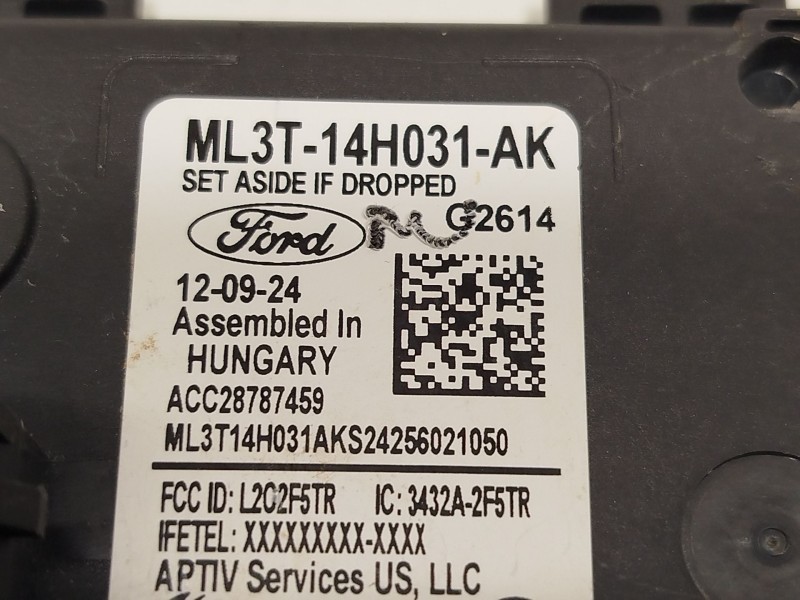 ML3T-14H031-AK
SET ASIDE IF DROPPED
Ford G2614
12-09-24
Assembled In
HUNGARY
ACC28787459
ML3T14H031AKS24256021050
FCC ID: L2C2F5TR IC: 3432A-2F5TR
IFETEL: XXXXXXXXX-XXXX
APTIV Services US, LLC